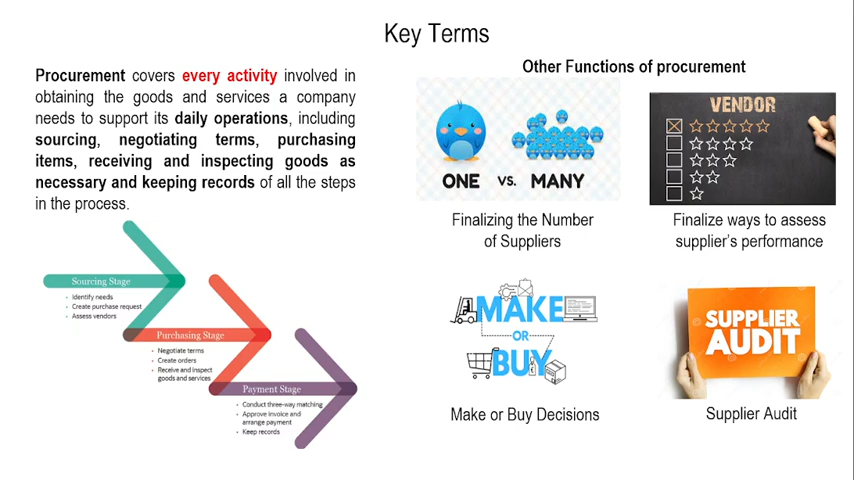 Key Terms
Procurement covers every activity involved in
obtaining the goods and services a company
needs to support its daily operations, including
sourcing, negotiating terms, purchasing
items, receiving and inspecting goods as
necessary and keeping records of all the steps
in the process.
Sourcing Stage
• Identify needs
• Create purchase request
• Assess vendors
Purchasing Stage
• Negotiate terms
• Create orders
• Receive and inspect
goods and services
Payment Stage
• Conduct three-way matching
• Approve invoice and
arrange payment
• Keep records
Other Functions of procurement
ONE vs. MANY
Finalizing the Number
of Suppliers
VENDOR
Finalize ways to assess
supplier's performance
MAKE
OR
BUY
Make or Buy Decisions
SUPPLIER
AUDIT
Supplier Audit